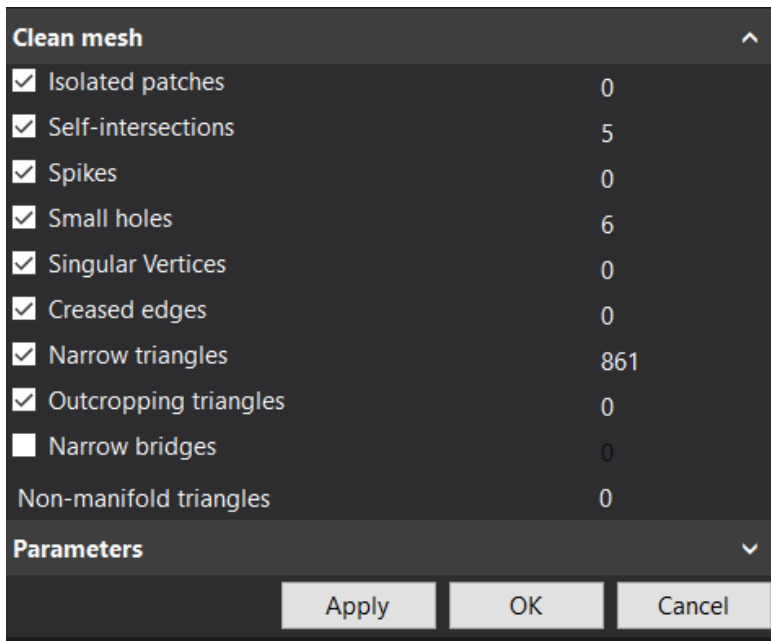 Clean mesh
Isolated patches 0
Self-intersections 5
Spikes 0
Small holes 6
Singular Vertices 0
Creased edges 0
Narrow triangles 861
Outcropping triangles 0
Narrow bridges 0
Non-manifold triangles 0
Parameters
Apply OK Cancel